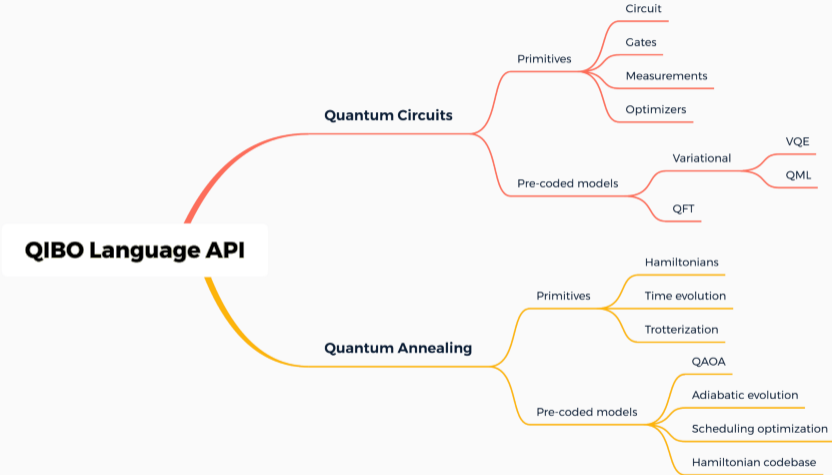 QIBO Language API
Quantum Circuits
Primitives
Circuit
Gates
Measurements
Optimizers
Pre-coded models
Variational
VQE
QML
QFT
Quantum Annealing
Primitives
Hamiltonians
Time evolution
Trotterization
Pre-coded models
QAOA
Adiabatic evolution
Scheduling optimization
Hamiltonian codebase